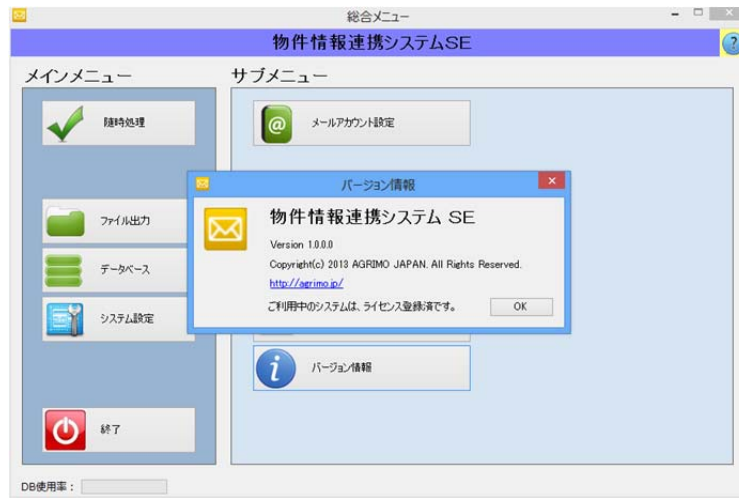 総合メニュー
物件情報連携システムSE
?
メインメニュー
サブメニュー
随時処理
@ メールアカウント設定
バージョン情報
物件情報連携システム SE
Version 1.0.0.0
Copyright(c) 2013 AGRIMO JAPAN. All Rights Reserved.
http://agrimo.jp/
ご利用中のシステムは、ライセンス登録済です。
OK
ファイル出力
データベース
システム設定
i バージョン情報
終了
DB使用率：